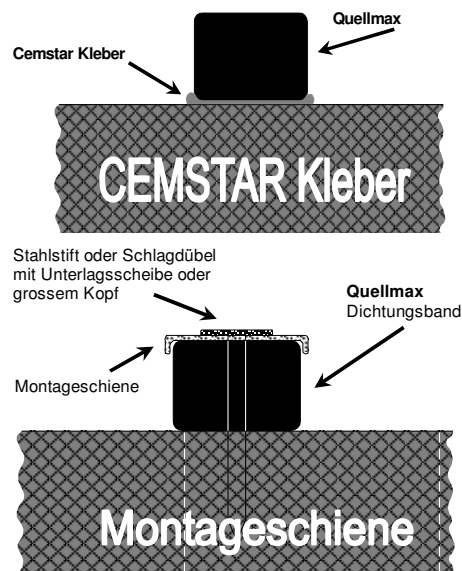 Quellmax
Cemstar Kleber
CEMSTAR Kleber
Stahlstift oder Schlagdübel
mit Unterlagsscheibe oder
grossem Kopf
Quellmax
Dichtungsband
Montageschiene
Montageschiene